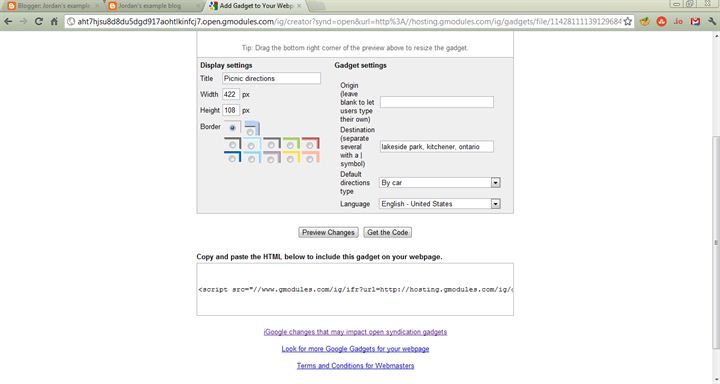 Blogger: Jordan's example
Jordan's example blog
Add Gadget to Your Web
aht7hjsu8d8du5dgd917aohtlkinfcj7.open.gmodules.com/ig/creator?synd=open&url=http%3A//hosting.gmodules.com/ig/gadgets/file/11428111139129684
Tip: Drag the bottom right corner of the preview above to resize the gadget.
Display settings
Title Picnic directions
Width 422 px
Height 108 px
Border
Gadget settings
Origin
(leave
blank to let
users type
their own)
Destination
(separate
several
with a |
symbol)
lakeside park, kitchener, ontario
Default
directions
type
By car
Language English - United States
Preview Changes Get the Code
Copy and paste the HTML below to include this gadget on your webpage.
<script src="//www.gmodules.com/ig/ifr?url=http://hosting.gmodules.com/ig/
iGoogle changes that may impact open syndication gadgets
Look for more Google Gadgets for your webpage
Terms and Conditions for Webmasters